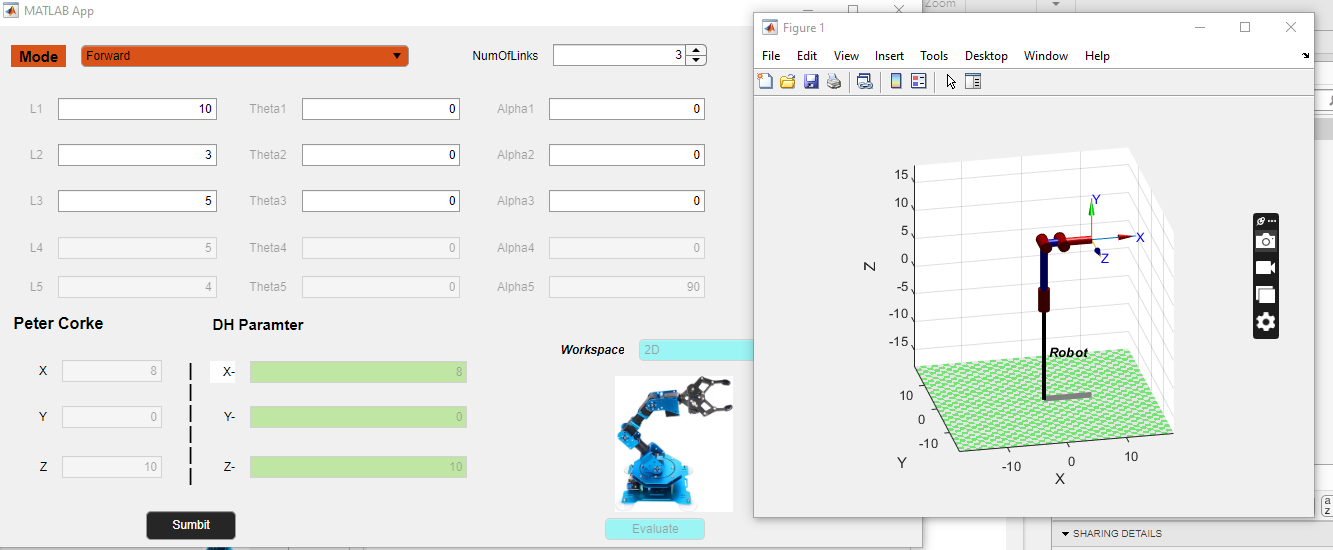 MATLAB App
Zoom
Mode
Forward
NumOfLinks 3
L1 10 Theta1 0 Alpha1 0
L2 3 Theta2 0 Alpha2 0
L3 5 Theta3 0 Alpha3 0
L4 5 Theta4 0 Alpha4 0
L5 4 Theta5 0 Alpha5 90
Peter Corke DH Paramter
Workspace 2D
X 8 X- 8
Y 0 Y- 0
Z 10 Z- 10
Sumbit
Evaluate
Figure 1
File Edit View Insert Tools Desktop Window Help
15
10
5
0
-5
-10
-15
Z
Y
X
Z
Robot
10
0
-10
Y
-10
0
10
X
a
z
SHARING DETAILS